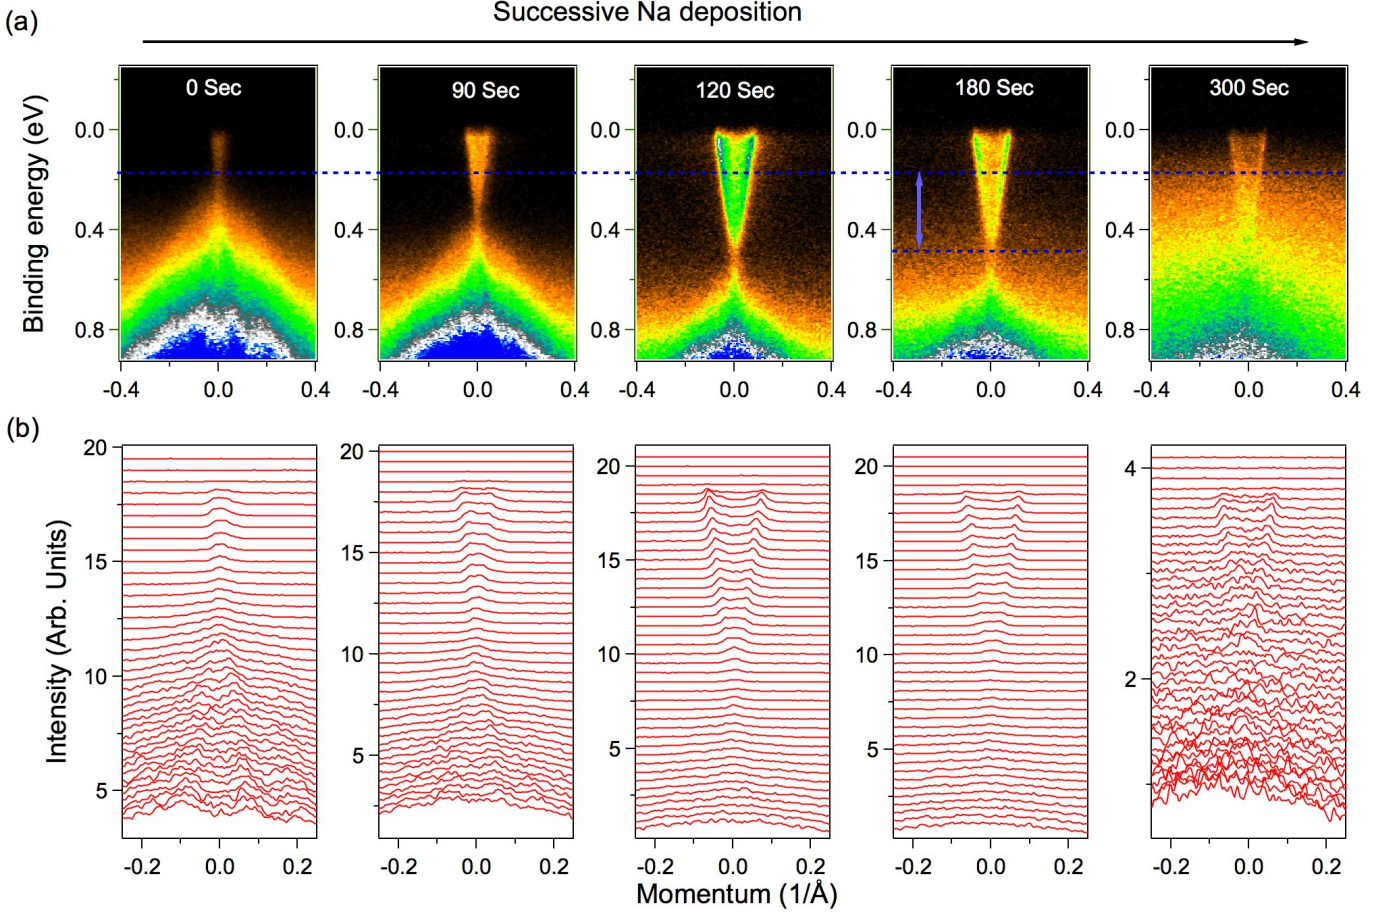 (a)
Successive Na deposition
Binding energy (eV)
0 Sec 90 Sec 120 Sec 180 Sec 300 Sec
0.0 0.0 0.0 0.0 0.0
0.4 0.4 0.4 0.4 0.4
0.8 0.8 0.8 0.8 0.8
-0.4 0.0 0.4 -0.4 0.0 0.4 -0.4 0.0 0.4 -0.4 0.0 0.4 -0.4 0.0 0.4
(b)
Intensity (Arb. Units)
20 20 20 20 4
15 15 15 15
10 10 10 10 2
5 5 5 5
-0.2 0.0 0.2 -0.2 0.0 0.2 -0.2 0.0 0.2 -0.2 0.0 0.2 -0.2 0.0 0.2
Momentum (1/Å)